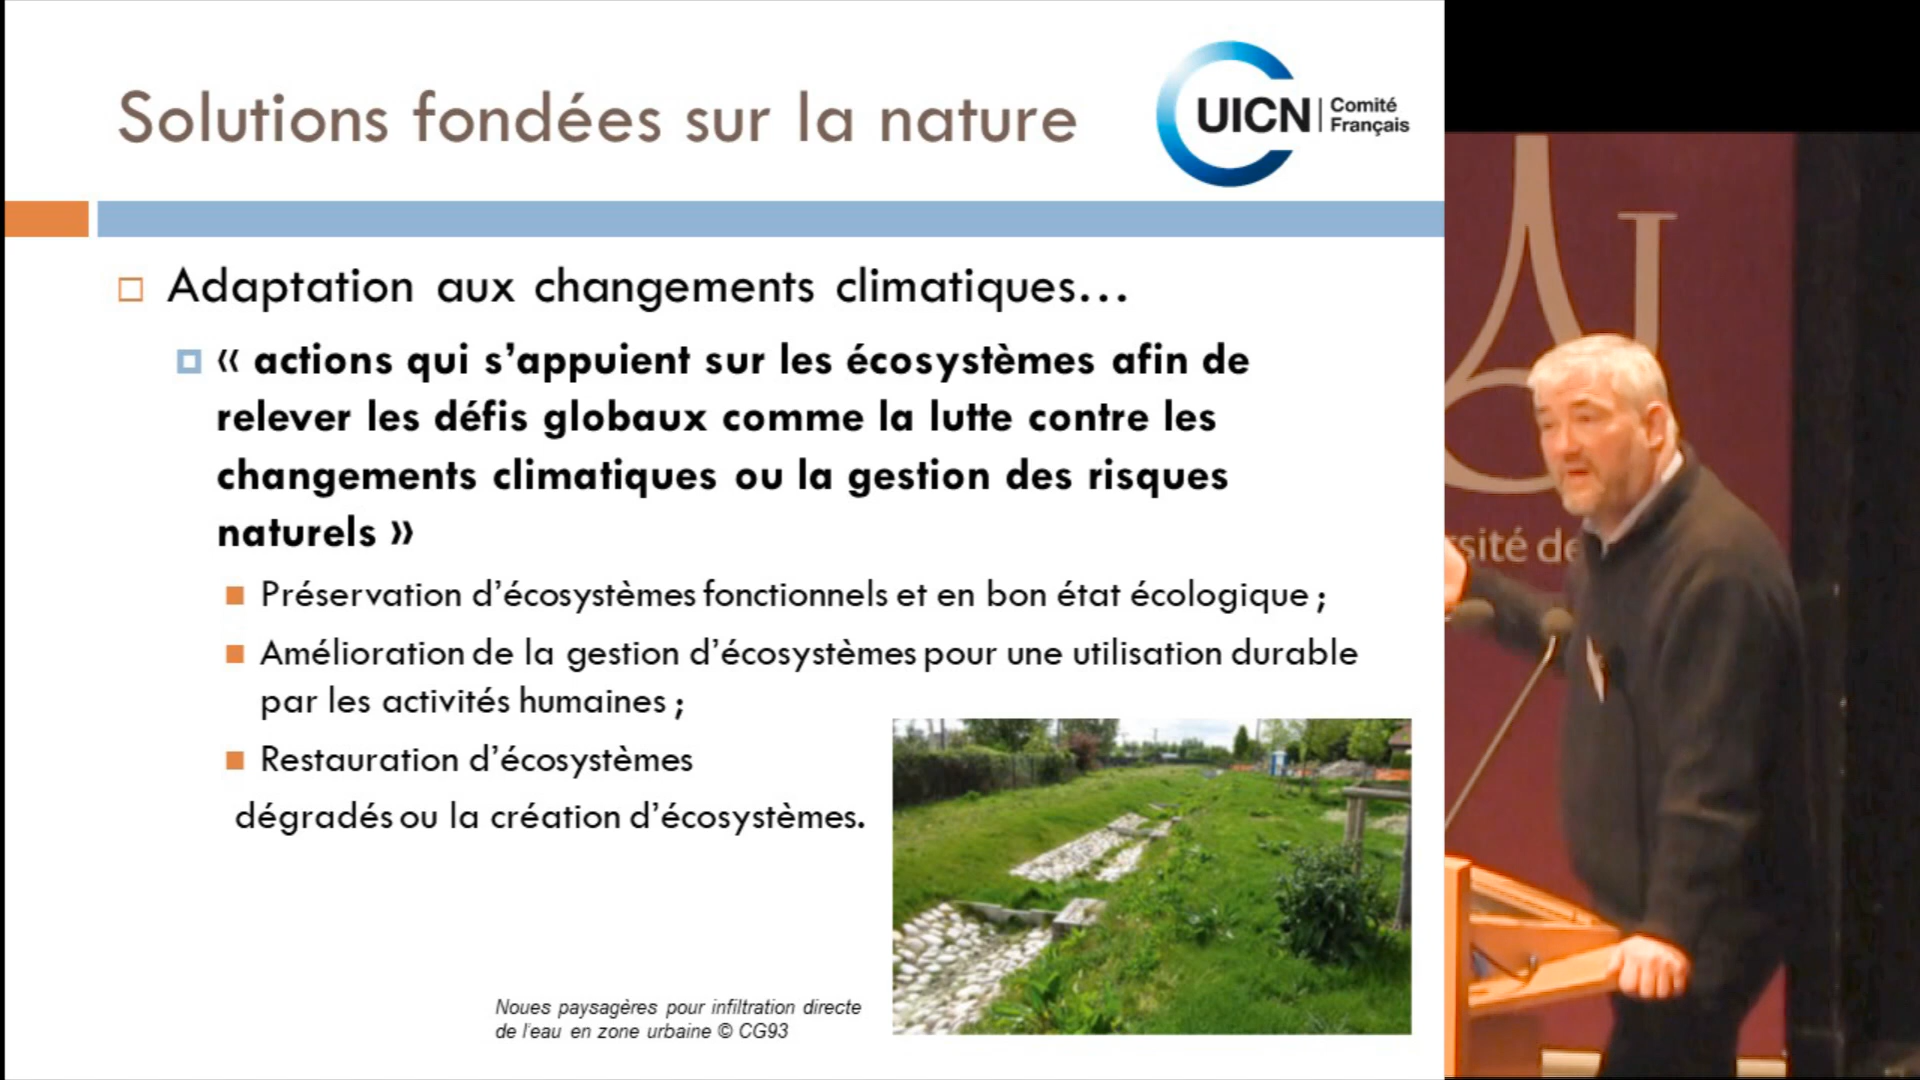 Solutions fondées sur la nature
UICN
Comité
Français
Adaptation aux changements climatiques…
« actions qui s’appuient sur les écosystèmes afin de
relever les défis globaux comme la lutte contre les
changements climatiques ou la gestion des risques
naturels »
Préservation d’écosystèmes fonctionnels et en bon état écologique ;
Amélioration de la gestion d’écosystèmes pour une utilisation durable
par les activités humaines ;
Restauration d’écosystèmes
dégradés ou la création d’écosystèmes.
Noues paysagères pour infiltration directe
de l'eau en zone urbaine © CG93